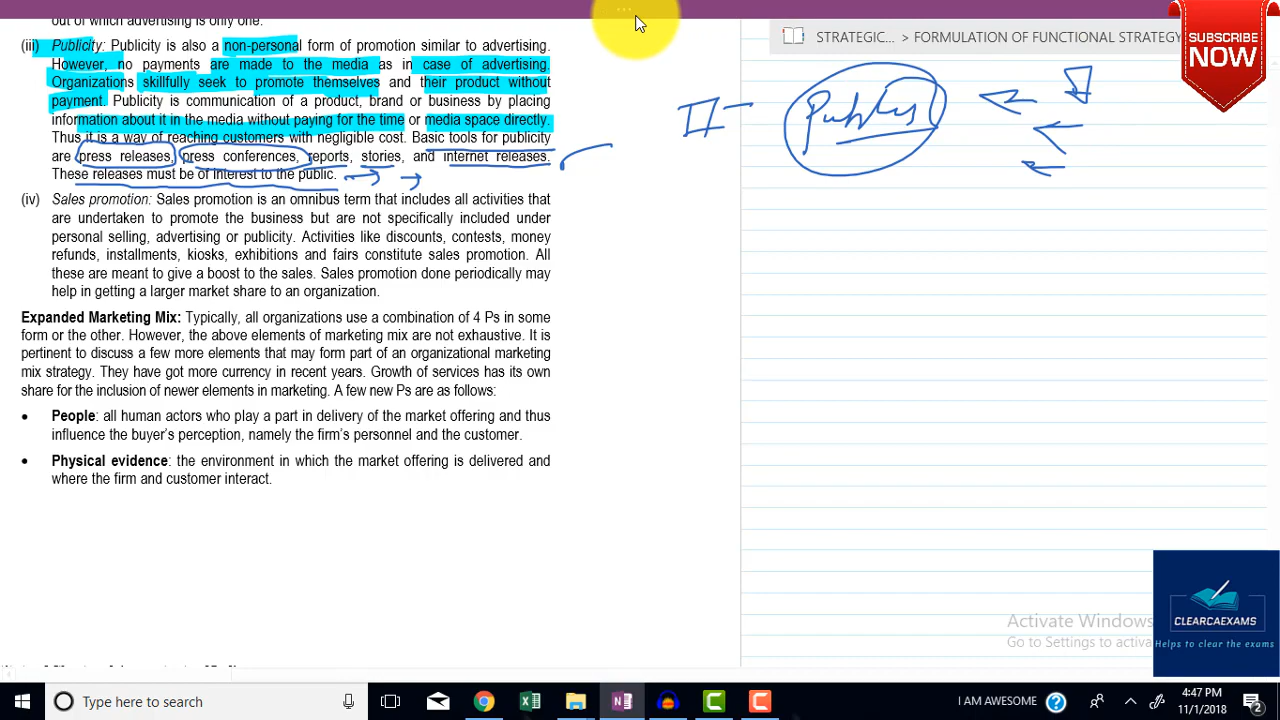 out of which advertising is only one.
(iii) Publicity: Publicity is also a non-personal form of promotion similar to advertising.
However, no payments are made to the media as in case of advertising.
Organizations skillfully seek to promote themselves and their product without
payment. Publicity is communication of a product, brand or business by placing
information about it in the media without paying for the time or media space directly.
Thus it is a way of reaching customers with negligible cost. Basic tools for publicity
are press releases, press conferences, reports, stories, and internet releases.
These releases must be of interest to the public.
(iv) Sales promotion: Sales promotion is an omnibus term that includes all activities that
are undertaken to promote the business but are not specifically included under
personal selling, advertising or publicity. Activities like discounts, contests, money
refunds, installments, kiosks, exhibitions and fairs constitute sales promotion. All
these are meant to give a boost to the sales. Sales promotion done periodically may
help in getting a larger market share to an organization.
Expanded Marketing Mix: Typically, all organizations use a combination of 4 Ps in some
form or the other. However, the above elements of marketing mix are not exhaustive. It is
pertinent to discuss a few more elements that may form part of an organizational marketing
mix strategy. They have got more currency in recent years. Growth of services has its own
share for the inclusion of newer elements in marketing. A few new Ps are as follows:
• People: all human actors who play a part in delivery of the market offering and thus
influence the buyer's perception, namely the firm's personnel and the customer.
• Physical evidence: the environment in which the market offering is delivered and
where the firm and customer interact.
STRATEGIC... > FORMULATION OF FUNCTIONAL STRATEGY
SUBSCRIBE
NOW
Activate Windows
Go to Settings to activa
CLEARCAEXAMS
Helps to clear the exams
Type here to search
I AM AWESOME
4:47 PM
11/1/2018
2